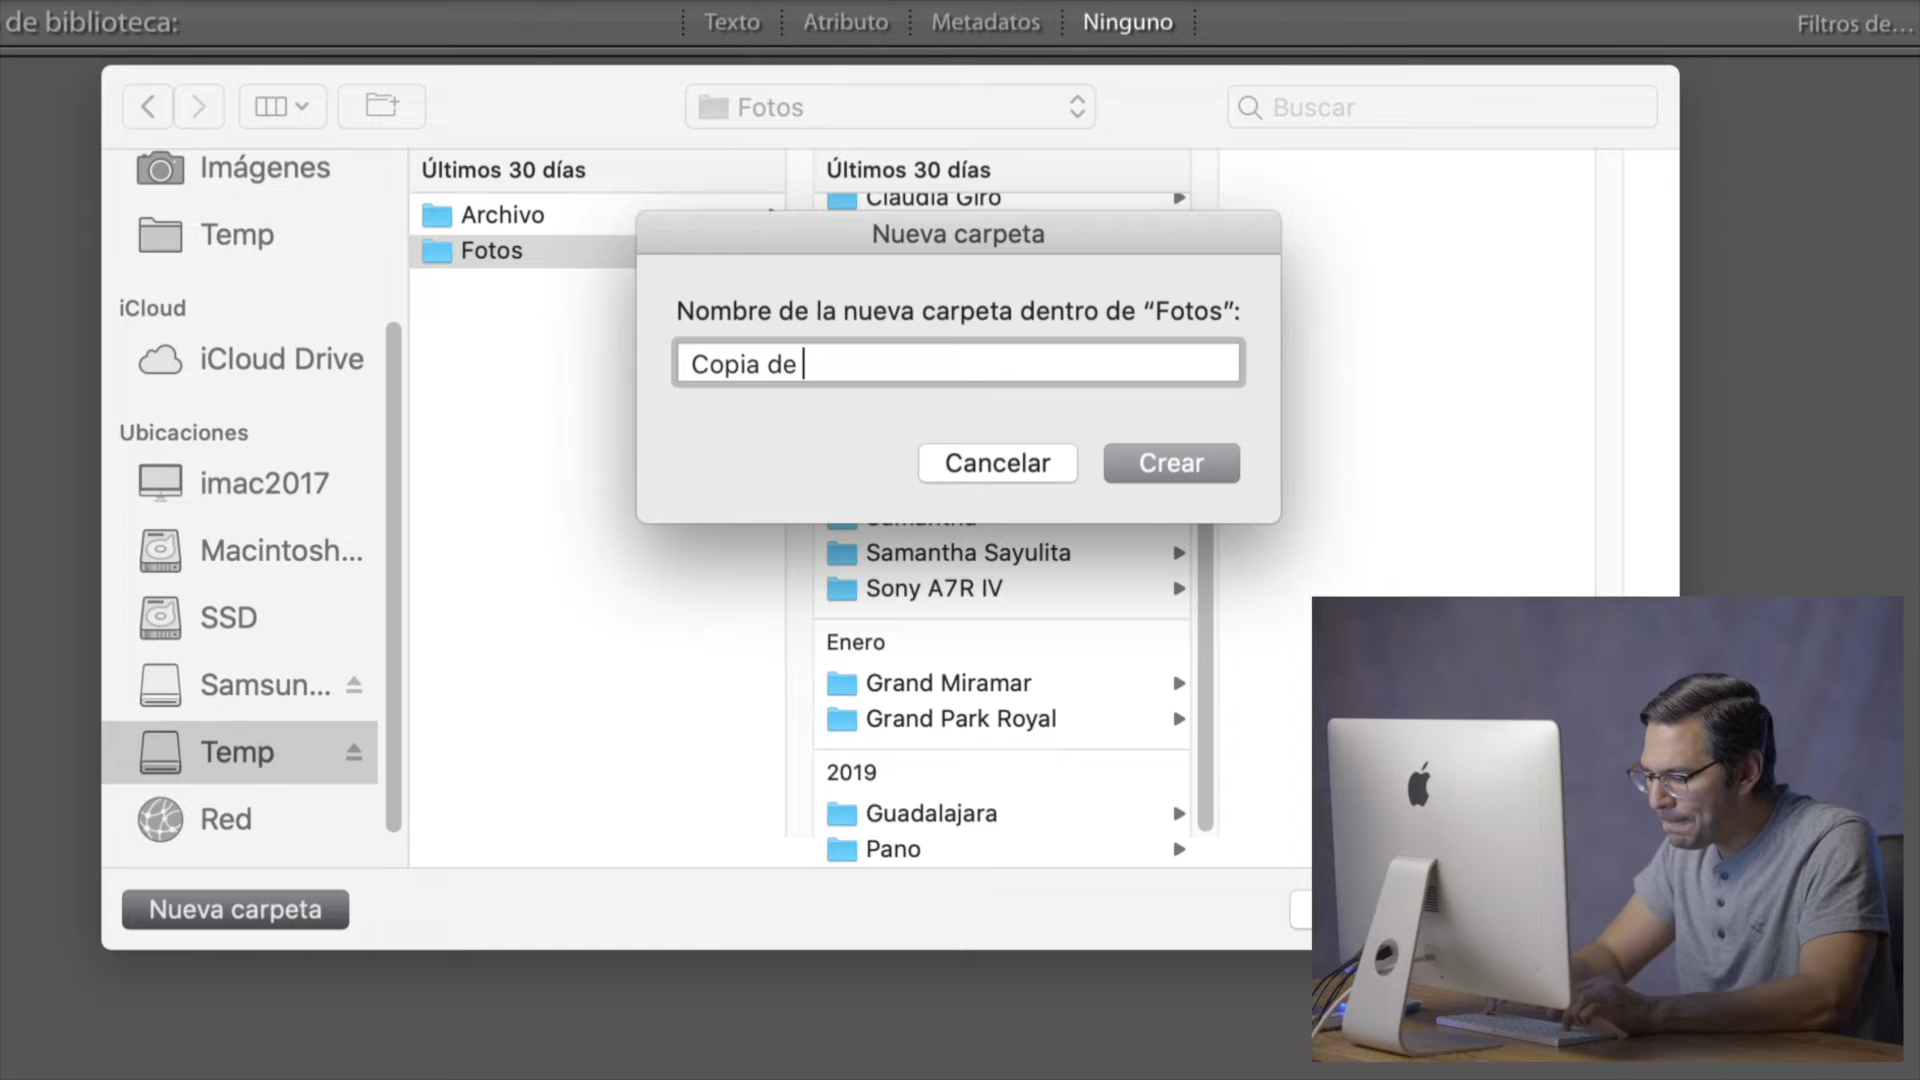 de biblioteca:
Texto
Atributo
Metadatos
Ninguno
Filtros de...
Fotos
Buscar
Imágenes
Temp
iCloud
iCloud Drive
Ubicaciones
imac2017
Macintosh...
SSD
Samsun...
Temp
Red
Últimos 30 días
Archivo
Fotos
Últimos 30 días
Claudia Giro
Nueva carpeta
Nombre de la nueva carpeta dentro de “Fotos”:
Copia de
Cancelar
Crear
Samantha
Samantha Sayulita
Sony A7R IV
Enero
Grand Miramar
Grand Park Royal
2019
Guadalajara
Pano
Nueva carpeta